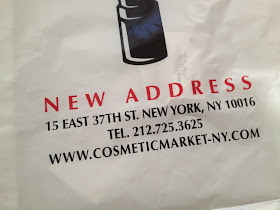 NEW ADDRESS
15 EAST 37TH ST. NEW YORK, NY 10016
TEL. 212.725.3625
WWW.COSMETICMARKET-NY.COM